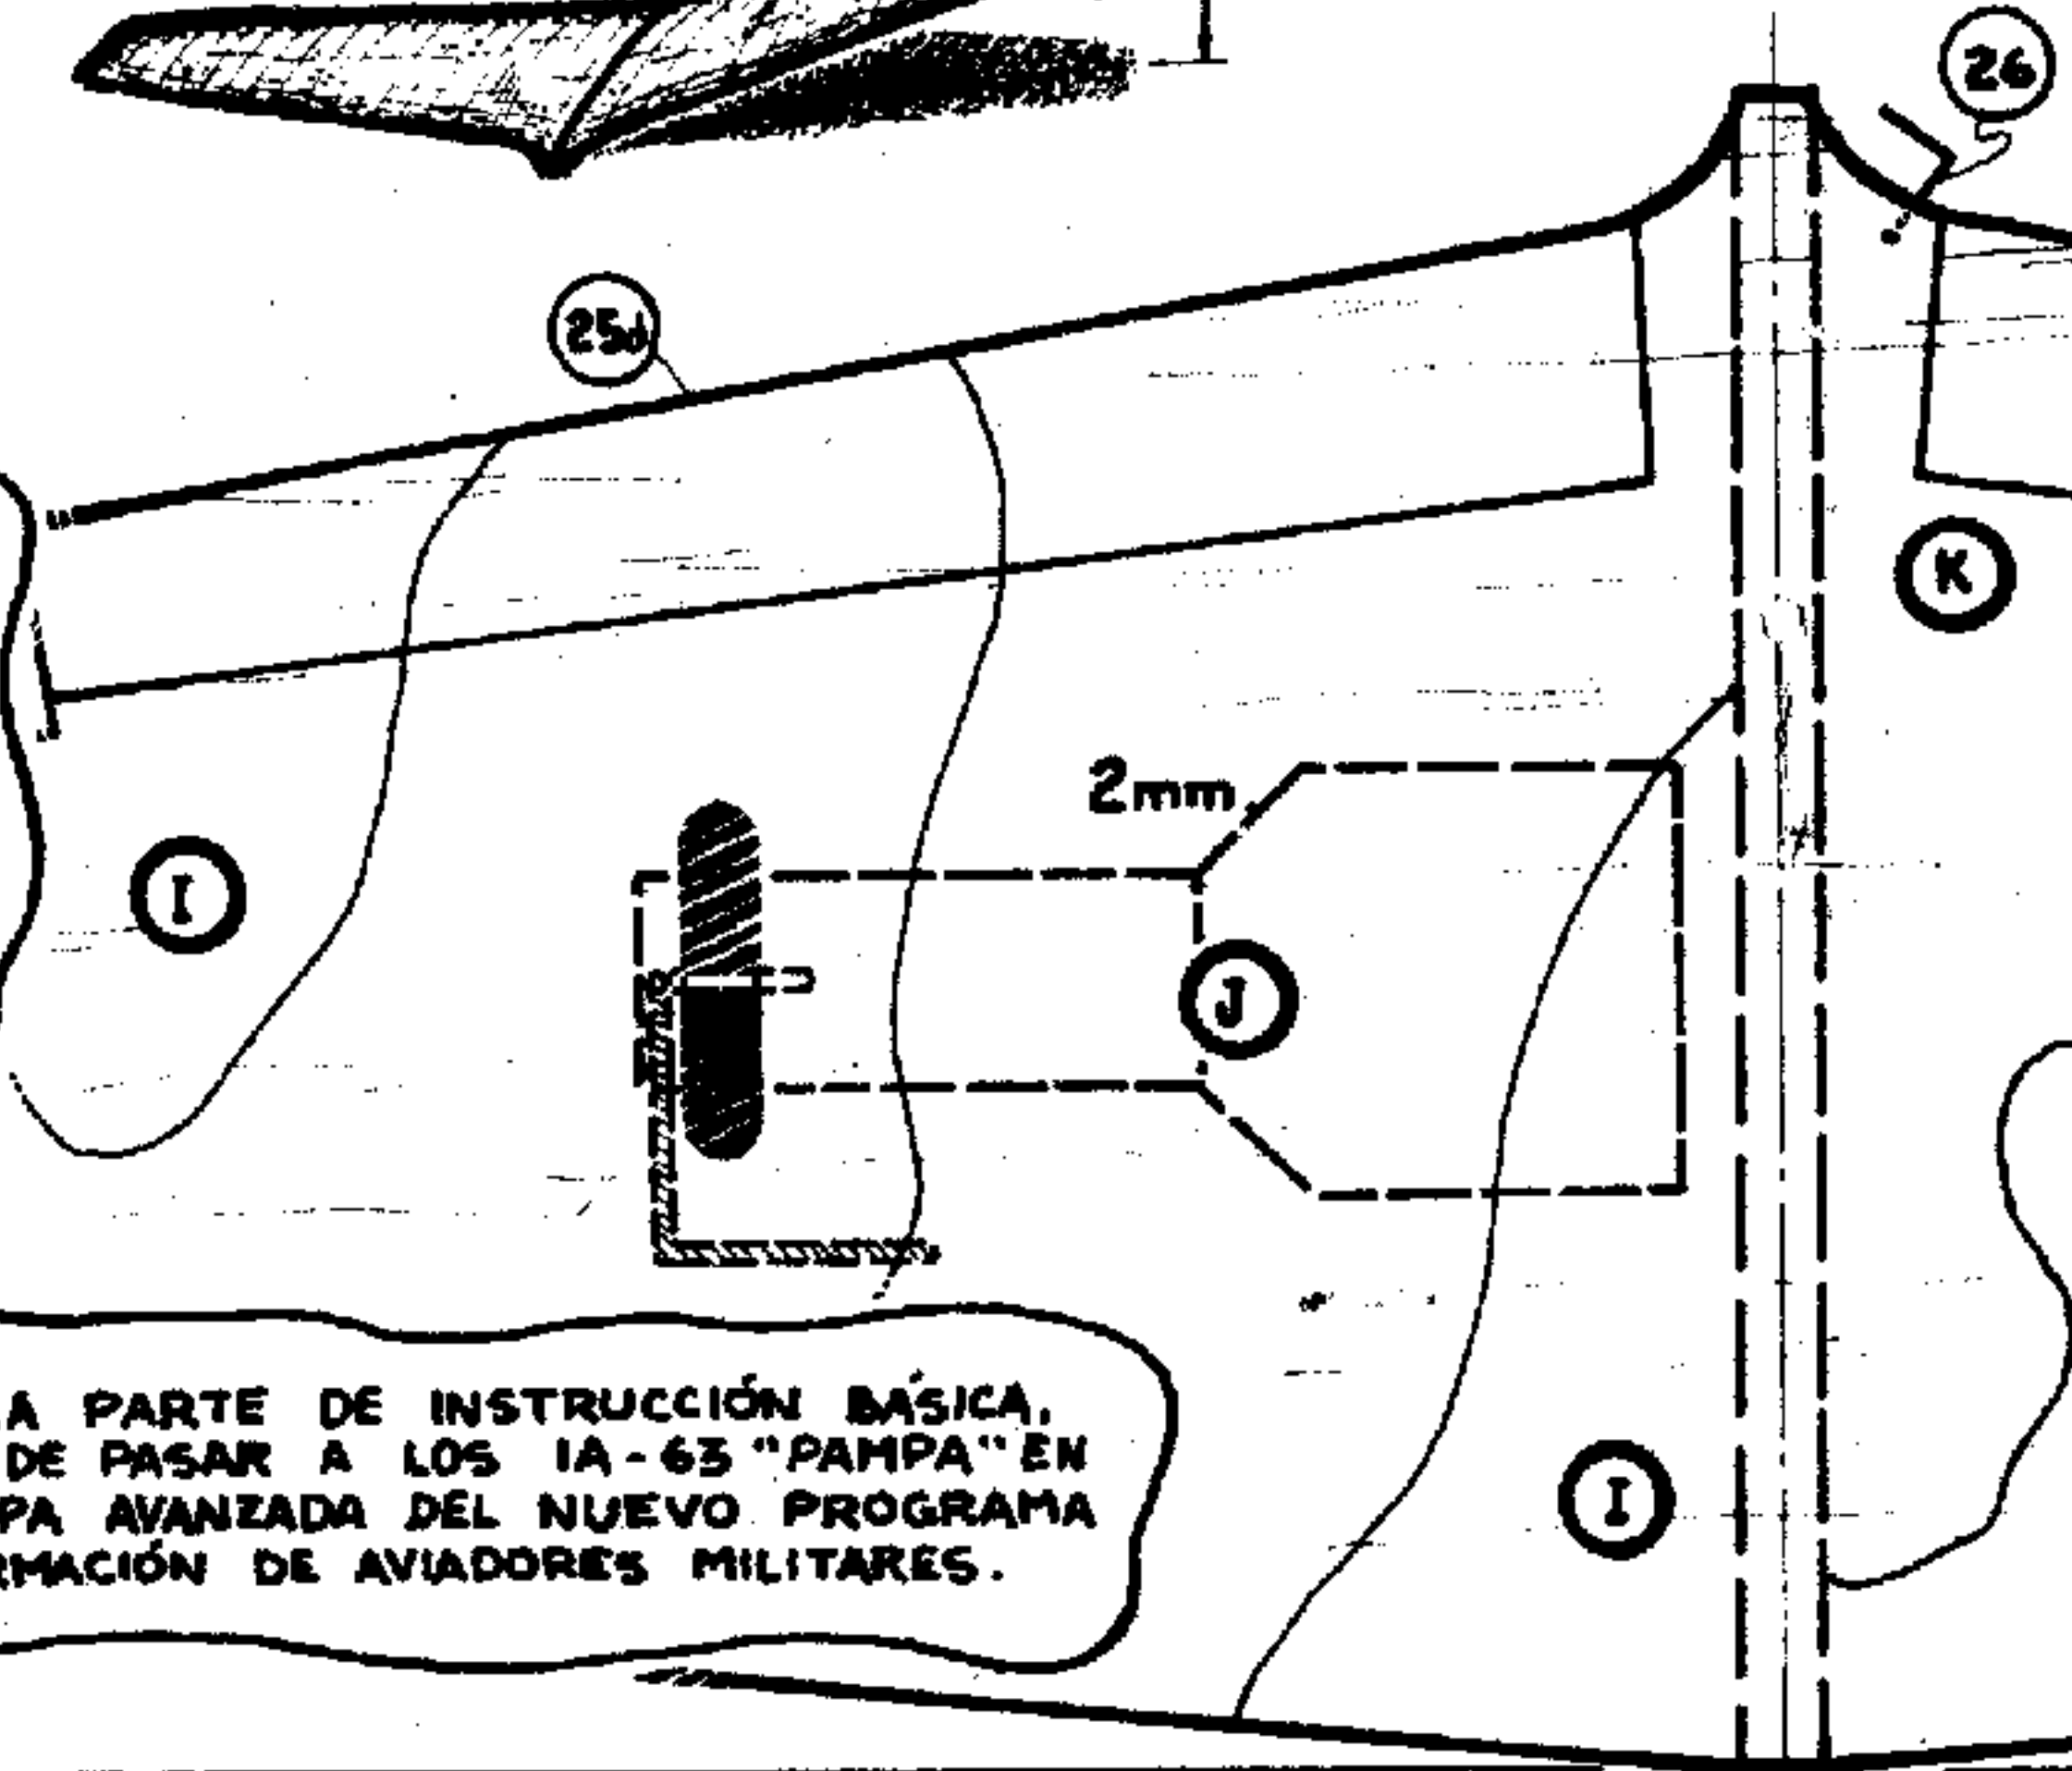 26
25d
K
2mm
I
J
A PARTE DE INSTRUCCIÓN BÁSICA,
DE PASAR A LOS IA-63 "PAMPA" EN
PA AVANZADA DEL NUEVO PROGRAMA
RMACIÓN DE AVIADORES MILITARES.
I